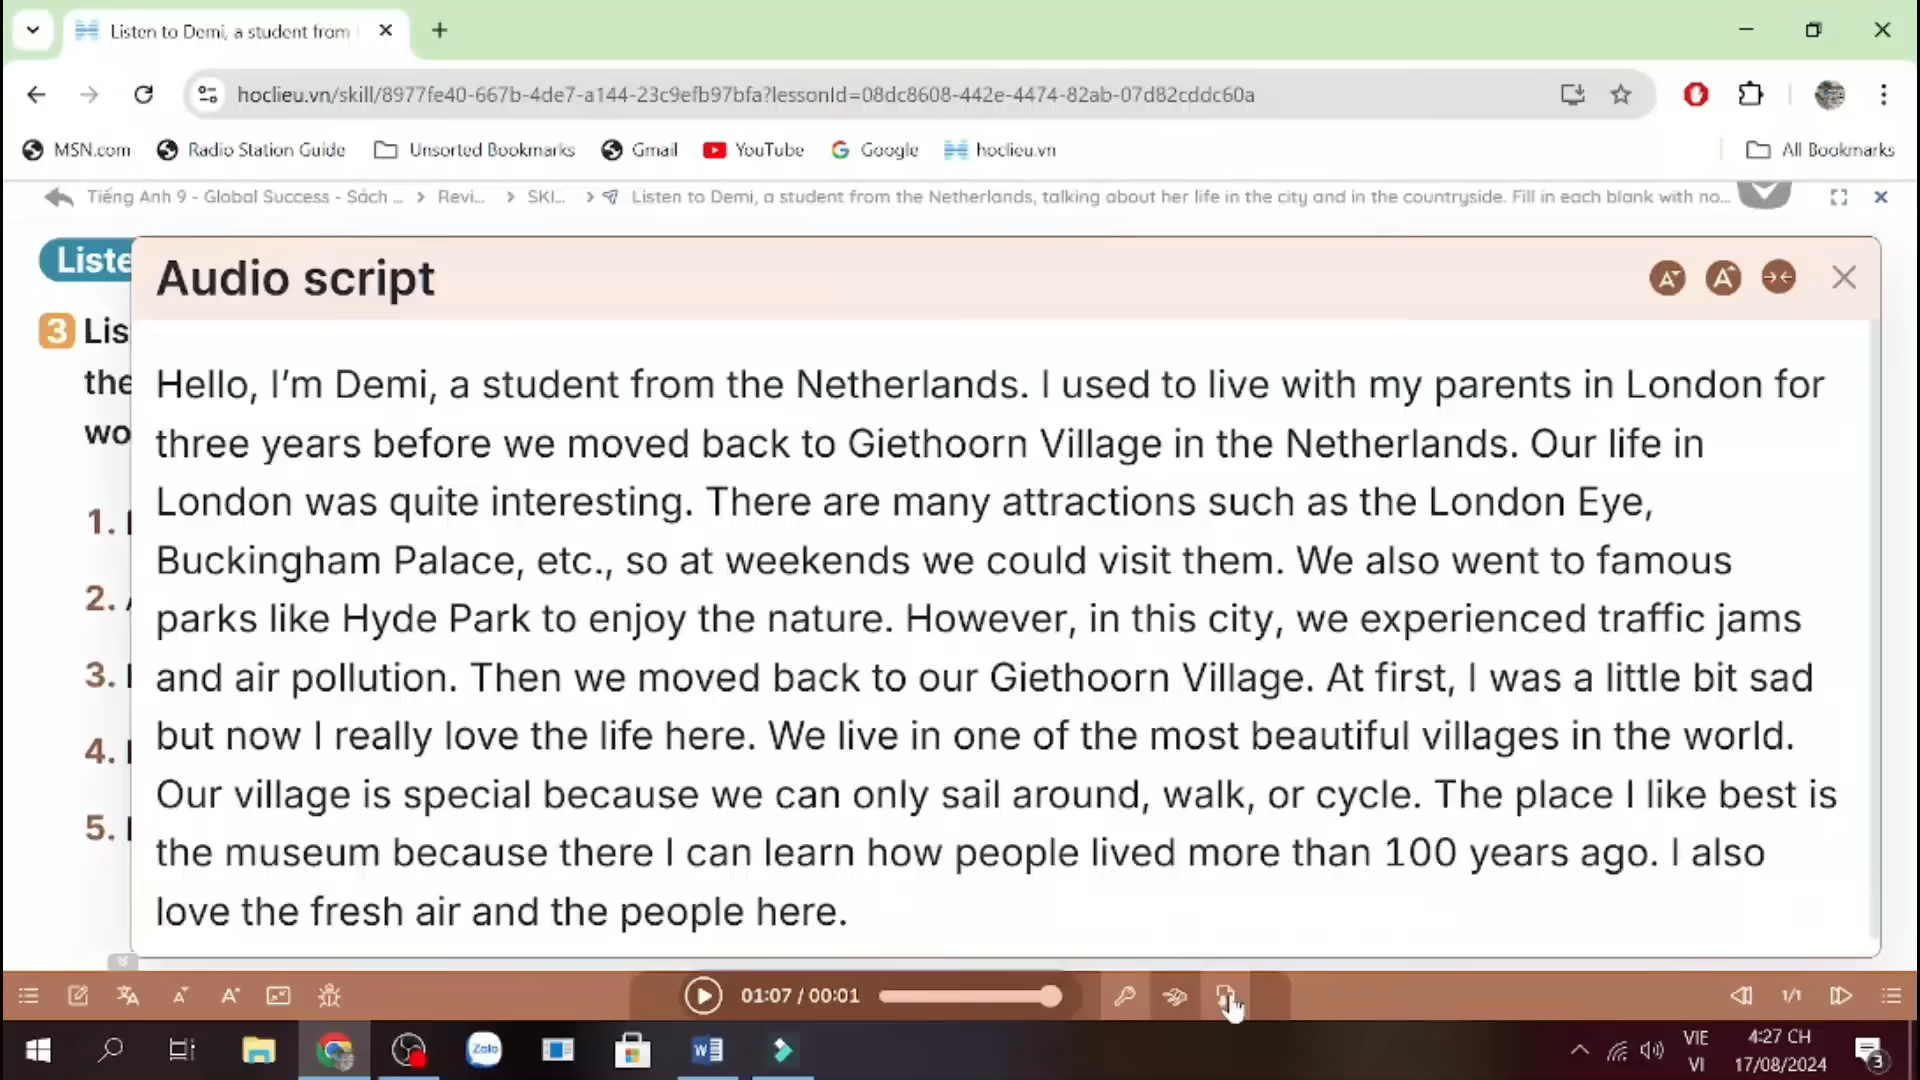 Listen to Demi, a student from
hoclieu.vn/skill/8977fe40-667b-4de7-a144-23c9efb97bfa?lessonId=08dc8608-442e-4474-82ab-07d82cddc60a
MSN.com Radio Station Guide Unsorted Bookmarks Gmail YouTube Google hoclieu.vn All Bookmarks
Tiếng Anh 9 - Global Success - Sách ... > Revi... > SKI... > Listen to Demi, a student from the Netherlands, talking about her life in the city and in the countryside. Fill in each blank with no...
Liste
Audio script
3 Lis
the
wo
Hello, I'm Demi, a student from the Netherlands. I used to live with my parents in London for
three years before we moved back to Giethoorn Village in the Netherlands. Our life in
London was quite interesting. There are many attractions such as the London Eye,
Buckingham Palace, etc., so at weekends we could visit them. We also went to famous
parks like Hyde Park to enjoy the nature. However, in this city, we experienced traffic jams
and air pollution. Then we moved back to our Giethoorn Village. At first, I was a little bit sad
but now I really love the life here. We live in one of the most beautiful villages in the world.
Our village is special because we can only sail around, walk, or cycle. The place I like best is
the museum because there I can learn how people lived more than 100 years ago. I also
love the fresh air and the people here.
1.
2.
3.
4.
5.
01:07 / 00:01
1/1
Zalo
VIE
VI
4:27 CH
17/08/2024
3